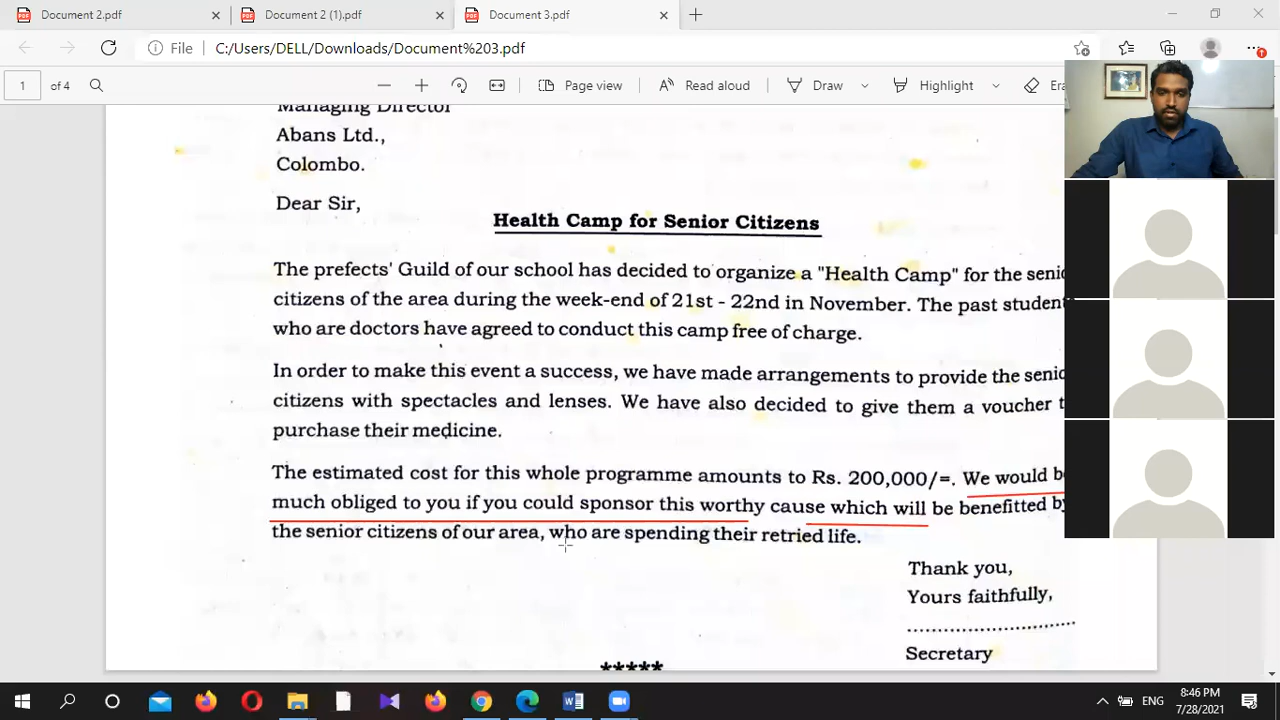 Document 2.pdf
Document 2 (1).pdf
Document 3.pdf
File
C:/Users/DELL/Downloads/Document%203.pdf
1 of 4
Page view
Read aloud
Draw
Highlight
Era
Managing Director
Abans Ltd.,
Colombo.
Dear Sir,
Health Camp for Senior Citizens
The prefects' Guild of our school has decided to organize a "Health Camp" for the senio
citizens of the area during the week-end of 21st - 22nd in November. The past studen
who are doctors have agreed to conduct this camp free of charge.
In order to make this event a success, we have made arrangements to provide the senio
citizens with spectacles and lenses. We have also decided to give them a voucher t
purchase their medicine.
The estimated cost for this whole programme amounts to Rs. 200,000/=. We would b
much obliged to you if you could sponsor this worthy cause which will be benefitted by
the senior citizens of our area, who are spending their retried life.
Thank you,
Yours faithfully,
..............................
Secretary
*****
ENG
8:46 PM
7/28/2021